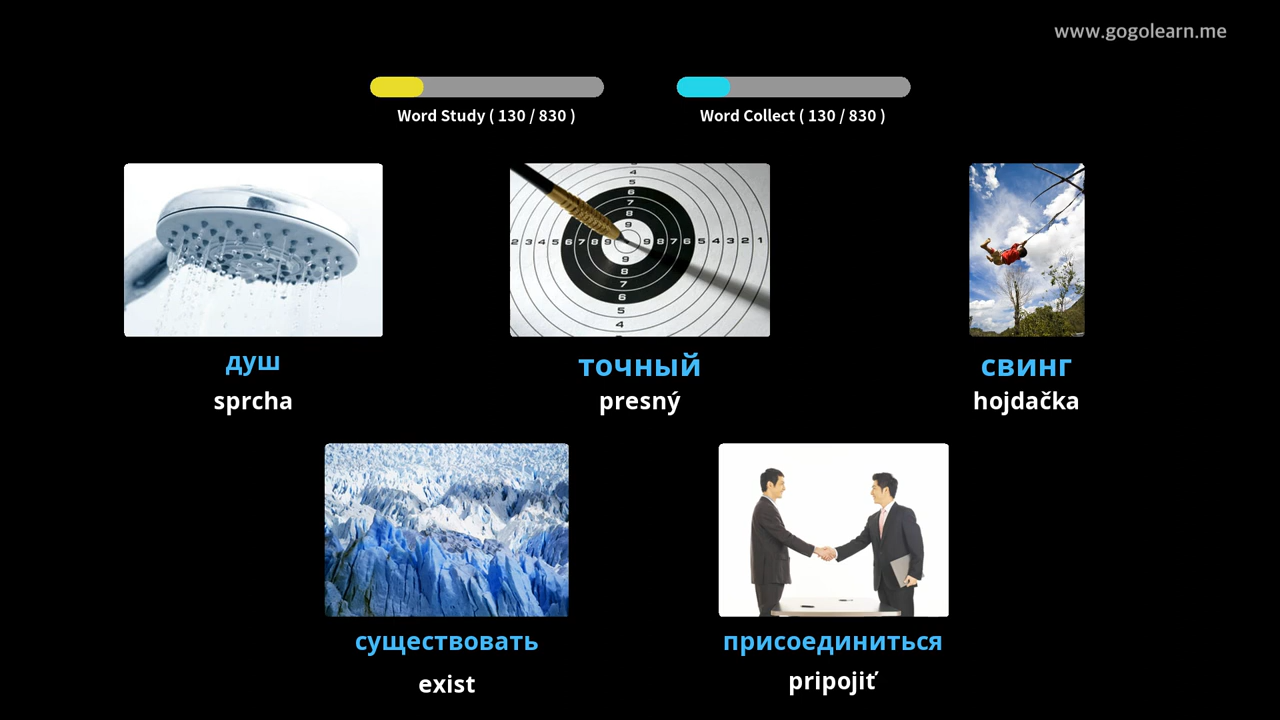 www.gogolearn.me
Word Study ( 130 / 830 )
Word Collect ( 130 / 830 )
душ
sprcha
точный
presný
свинг
hojdačka
существовать
exist
присоединиться
pripojiť